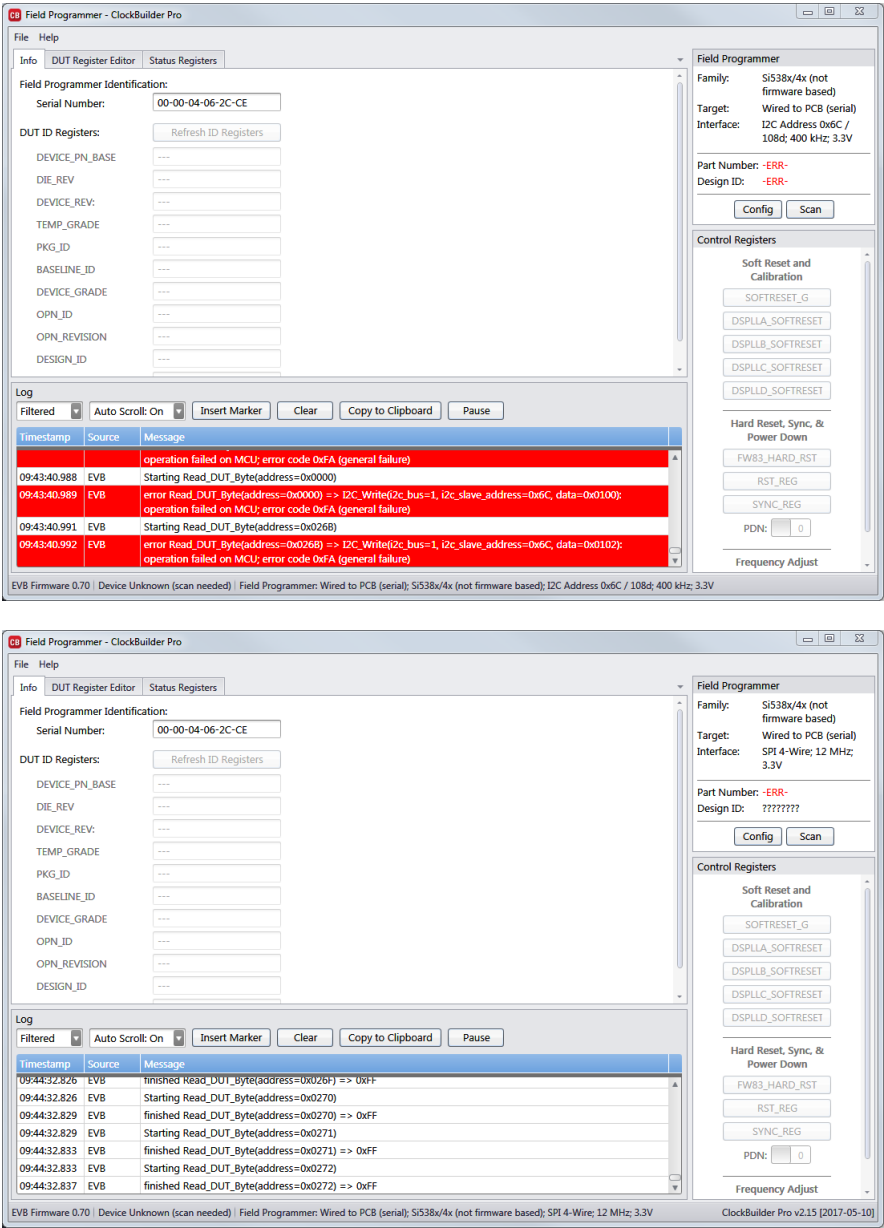 CB Field Programmer - ClockBuilder Pro
File Help
Info DUT Register Editor Status Registers
Field Programmer Identification:
Serial Number: 00-00-04-06-2C-CE
DUT ID Registers: Refresh ID Registers
DEVICE_PN_BASE ---
DIE_REV ---
DEVICE_REV: ---
TEMP_GRADE ---
PKG_ID ---
BASELINE_ID ---
DEVICE_GRADE ---
OPN_ID ---
OPN_REVISION ---
DESIGN_ID ---
Field Programmer
Family: Si538x/4x (not
firmware based)
Target: Wired to PCB (serial)
Interface: I2C Address 0x6C /
108d; 400 kHz; 3.3V
Part Number: -ERR-
Design ID: -ERR-
Config Scan
Control Registers
Soft Reset and
Calibration
SOFTRESET_G
DSPLLA_SOFTRESET
DSPLLB_SOFTRESET
DSPLLC_SOFTRESET
DSPLLD_SOFTRESET
Hard Reset, Sync, &
Power Down
FW83_HARD_RST
RST_REG
SYNC_REG
PDN: 0
Frequency Adjust
Log
Filtered Auto Scroll: On Insert Marker Clear Copy to Clipboard Pause
Timestamp Source Message
operation failed on MCU; error code 0xFA (general failure)
09:43:40.988 EVB Starting Read_DUT_Byte(address=0x0000)
09:43:40.989 EVB error Read_DUT_Byte(address=0x0000) => I2C_Write(i2c_bus=1, i2c_slave_address=0x6C, data=0x0100):
operation failed on MCU; error code 0xFA (general failure)
09:43:40.991 EVB Starting Read_DUT_Byte(address=0x026B)
09:43:40.992 EVB error Read_DUT_Byte(address=0x026B) => I2C_Write(i2c_bus=1, i2c_slave_address=0x6C, data=0x0102):
operation failed on MCU; error code 0xFA (general failure)
EVB Firmware 0.70 Device Unknown (scan needed) Field Programmer: Wired to PCB (serial); Si538x/4x (not firmware based); I2C Address 0x6C / 108d; 400 kHz; 3.3V
CB Field Programmer - ClockBuilder Pro
File Help
Info DUT Register Editor Status Registers
Field Programmer Identification:
Serial Number: 00-00-04-06-2C-CE
DUT ID Registers: Refresh ID Registers
DEVICE_PN_BASE ---
DIE_REV ---
DEVICE_REV: ---
TEMP_GRADE ---
PKG_ID ---
BASELINE_ID ---
DEVICE_GRADE ---
OPN_ID ---
OPN_REVISION ---
DESIGN_ID ---
Field Programmer
Family: Si538x/4x (not
firmware based)
Target: Wired to PCB (serial)
Interface: SPI 4-Wire; 12 MHz;
3.3V
Part Number: -ERR-
Design ID: ????????
Config Scan
Control Registers
Soft Reset and
Calibration
SOFTRESET_G
DSPLLA_SOFTRESET
DSPLLB_SOFTRESET
DSPLLC_SOFTRESET
DSPLLD_SOFTRESET
Hard Reset, Sync, &
Power Down
FW83_HARD_RST
RST_REG
SYNC_REG
PDN: 0
Frequency Adjust
Log
Filtered Auto Scroll: On Insert Marker Clear Copy to Clipboard Pause
Timestamp Source Message
09:44:32.826 EVB finished Read_DUT_Byte(address=0x026F) => 0xFF
09:44:32.826 EVB Starting Read_DUT_Byte(address=0x0270)
09:44:32.829 EVB finished Read_DUT_Byte(address=0x0270) => 0xFF
09:44:32.829 EVB Starting Read_DUT_Byte(address=0x0271)
09:44:32.833 EVB finished Read_DUT_Byte(address=0x0271) => 0xFF
09:44:32.833 EVB Starting Read_DUT_Byte(address=0x0272)
09:44:32.837 EVB finished Read_DUT_Byte(address=0x0272) => 0xFF
EVB Firmware 0.70 Device Unknown (scan needed) Field Programmer: Wired to PCB (serial); Si538x/4x (not firmware based); SPI 4-Wire; 12 MHz; 3.3V ClockBuilder Pro v2.15 [2017-05-10]